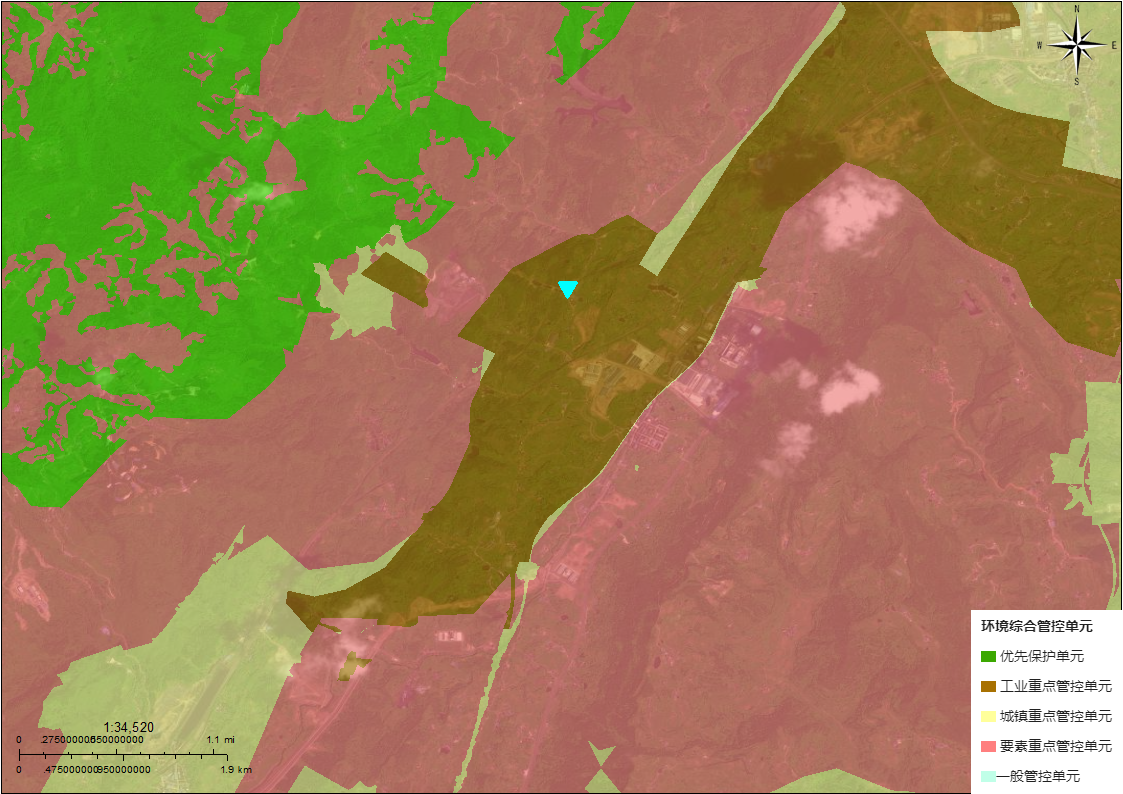 N
W E
S
环境综合管控单元
优先保护单元
工业重点管控单元
城镇重点管控单元
要素重点管控单元
一般管控单元
1:34,520
0 1.1 mi
0 1.9 km